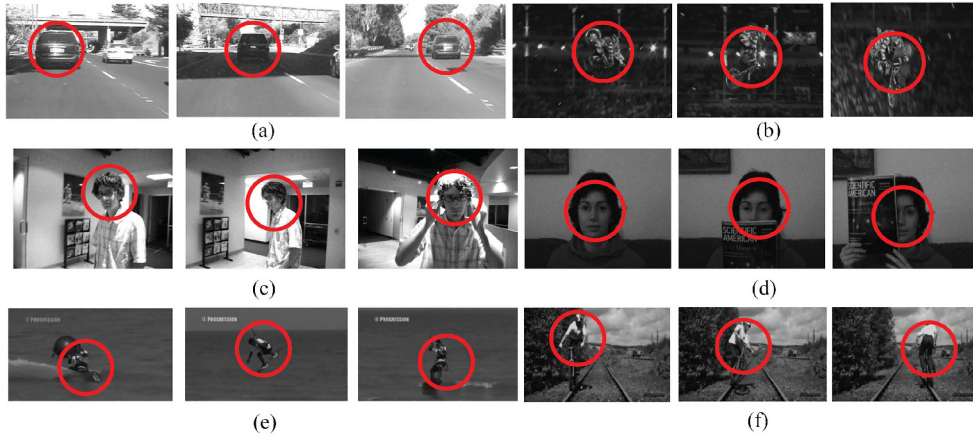 (a)
(b)
SCIENTIFIC
AMERICAN
SCIENTIFIC
AMERICAN
(c)
(d)
PROGRESSION
PROGRESSION
PROGRESSION
(e)
(f)